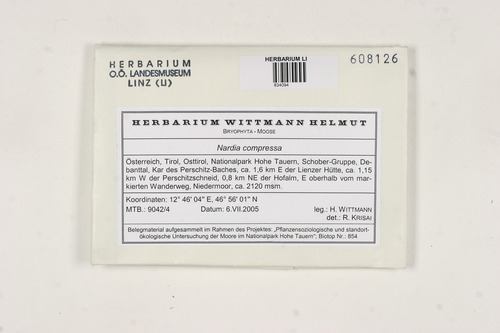 HERBARIUM
O.Ö. LANDESMUSEUM
LINZ (LI)
HERBARIUM LI
834094
608126
HERBARIUM WITTMANN HELMUT
BRYOPHYTA - MOOSE
Nardia compressa
Österreich, Tirol, Osttirol, Nationalpark Hohe Tauern, Schober-Gruppe, De-
banttal, Kar des Perschitz-Baches, ca. 1,6 km E der Lienzer Hütte, ca. 1,15
km W der Perschitzschneid, 0,8 km NE der Hofalm, E oberhalb vom mar-
kierten Wanderweg, Niedermoor, ca. 2120 msm.
Koordinaten: 12° 46' 04" E, 46° 56' 01" N
MTB.: 9042/4 Datum: 6.VII.2005 leg.: H. WITTMANN
det.: R. KRISAI
Belegmaterial aufgesammelt im Rahmen des Projektes: „Pflanzensoziologische und standort-
ökologische Untersuchung der Moore im Nationalpark Hohe Tauern"; Biotop Nr.: 854